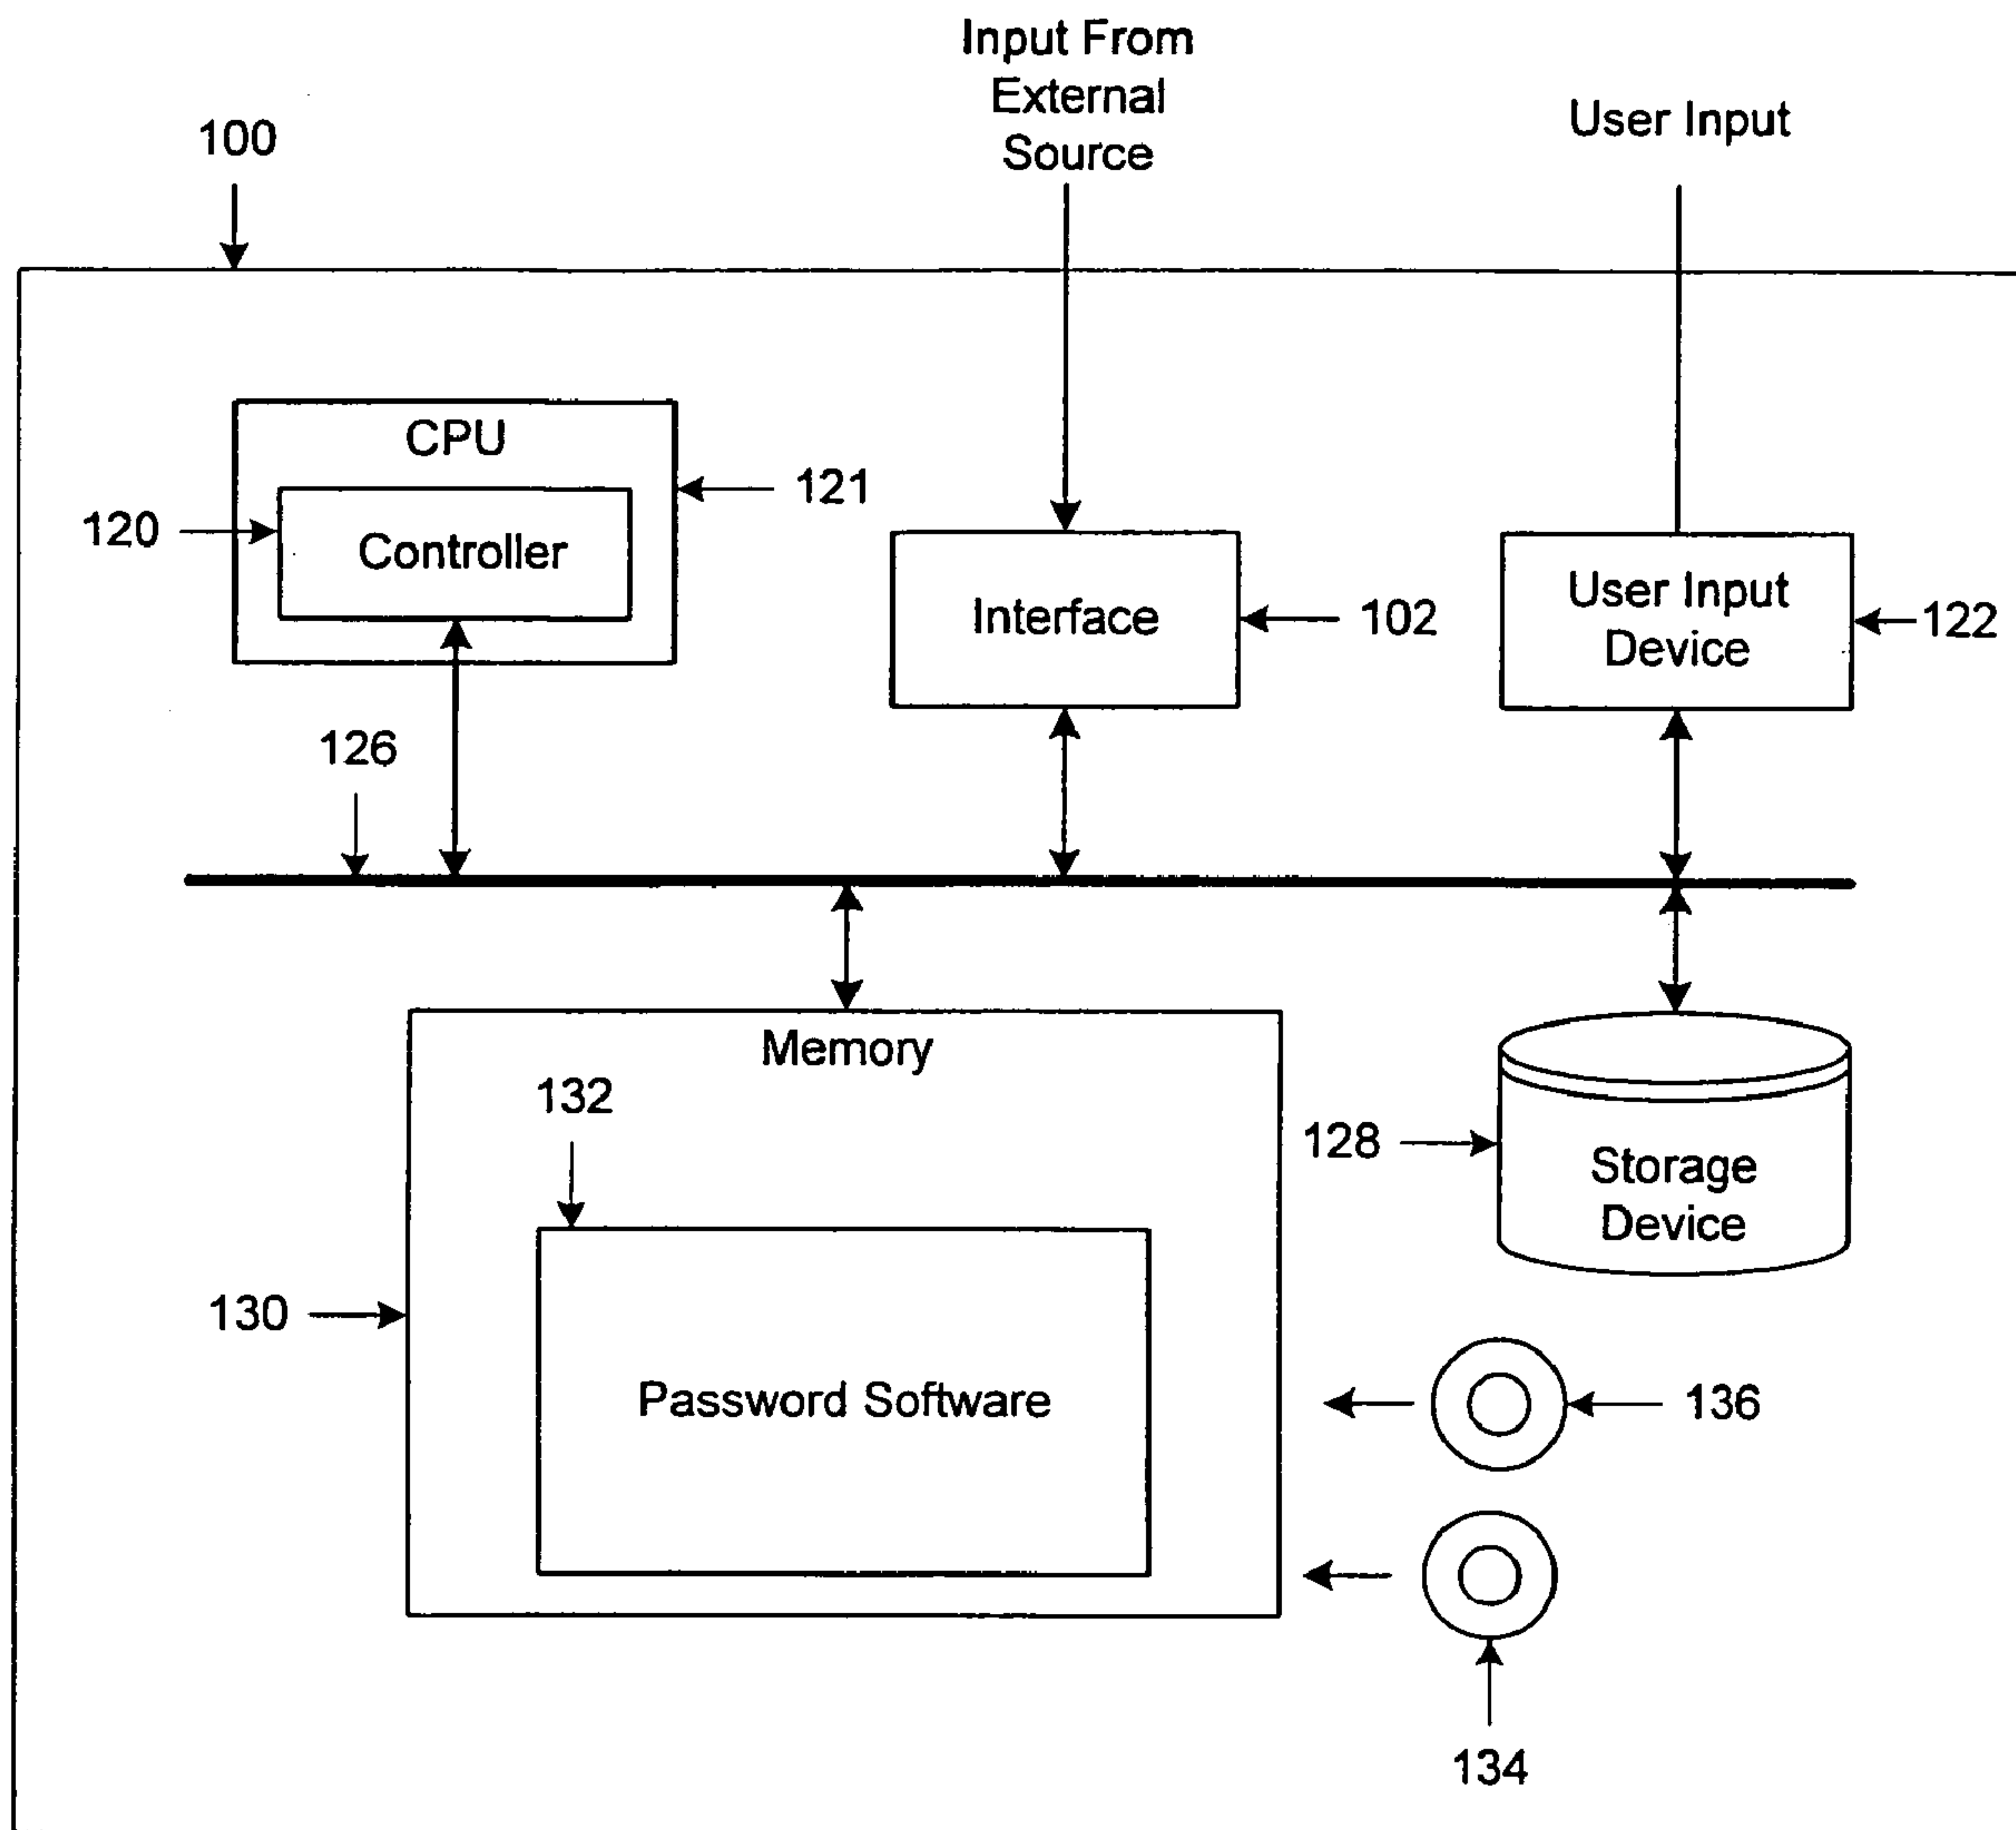 Input From
External
Source
User Input
100
CPU
121
120
Controller
Interface
102
User Input
Device
122
126
Memory
132
128
Storage
Device
130
Password Software
136
134